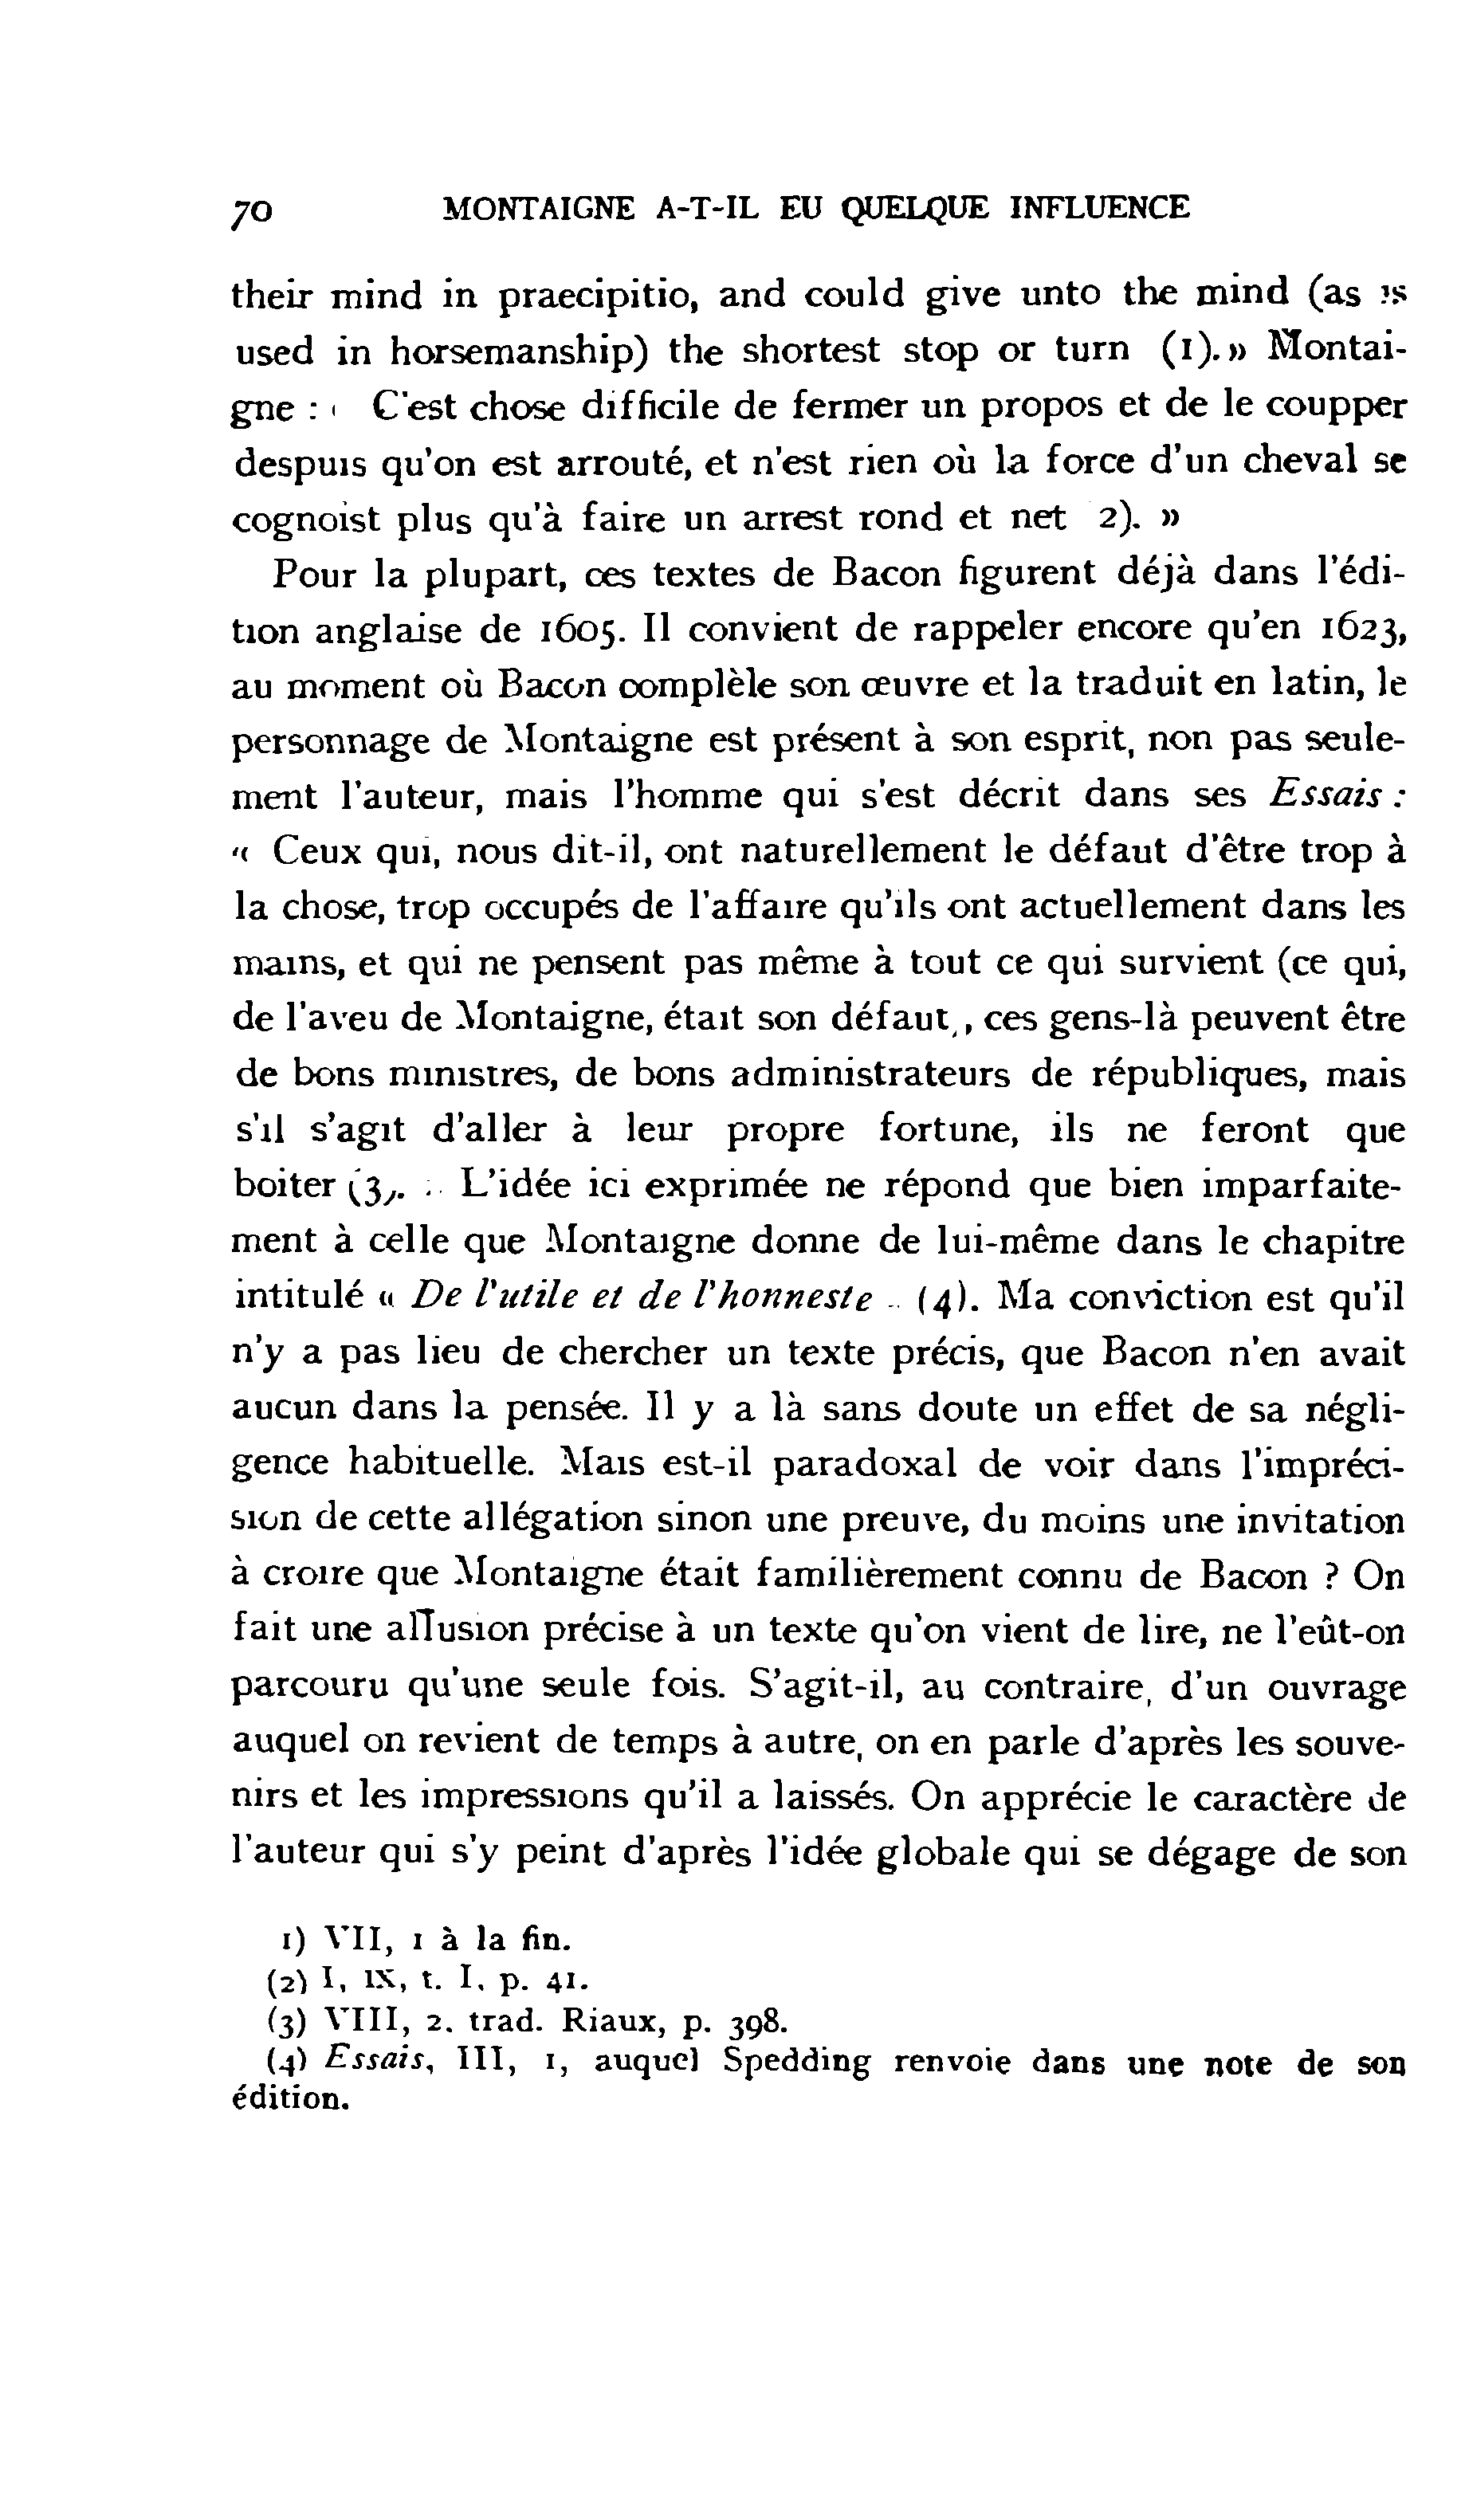 70 MONTAIGNE A-T-IL EU QUELQUE INFLUENCE
their mind in praecipitio, and could give unto the mind (as is
used in horsemanship) the shortest stop or turn (1). » Montai-
gne : « C'est chose difficile de fermer un propos et de le coupper
despuis qu'on est arrouté, et n'est rien où la force d'un cheval se
cognoist plus qu'à faire un arrest rond et net 2). »
Pour la plupart, ces textes de Bacon figurent déjà dans l'édi-
tion anglaise de 1605. Il convient de rappeler encore qu'en 1623,
au moment où Bacon complèle son œuvre et la traduit en latin, le
personnage de Montaigne est présent à son esprit, non pas seule-
ment l'auteur, mais l'homme qui s'est décrit dans ses Essais :
« Ceux qui, nous dit-il, ont naturellement le défaut d'être trop à
la chose, trop occupés de l'affaire qu'ils ont actuellement dans les
mains, et qui ne pensent pas même à tout ce qui survient (ce qui,
de l'aveu de Montaigne, était son défaut), ces gens-là peuvent être
de bons ministres, de bons administrateurs de républiques, mais
s'il s'agit d'aller à leur propre fortune, ils ne feront que
boiter (3). » L'idée ici exprimée ne répond que bien imparfaite-
ment à celle que Montaigne donne de lui-même dans le chapitre
intitulé « De l'utile et de l'honneste » (4). Ma conviction est qu'il
n'y a pas lieu de chercher un texte précis, que Bacon n'en avait
aucun dans la pensée. Il y a là sans doute un effet de sa négli-
gence habituelle. Mais est-il paradoxal de voir dans l'impréci-
sion de cette allégation sinon une preuve, du moins une invitation
à croire que Montaigne était familièrement connu de Bacon ? On
fait une allusion précise à un texte qu'on vient de lire, ne l'eût-on
parcouru qu'une seule fois. S'agit-il, au contraire, d'un ouvrage
auquel on revient de temps à autre, on en parle d'après les souve-
nirs et les impressions qu'il a laissés. On apprécie le caractère de
l'auteur qui s'y peint d'après l'idée globale qui se dégage de son
1) VII, 1 à la fin.
(2) I, IX, t. I, p. 41.
(3) VIII, 2. trad. Riaux, p. 398.
(4) Essais, III, 1, auquel Spedding renvoie dans une note de son
édition.